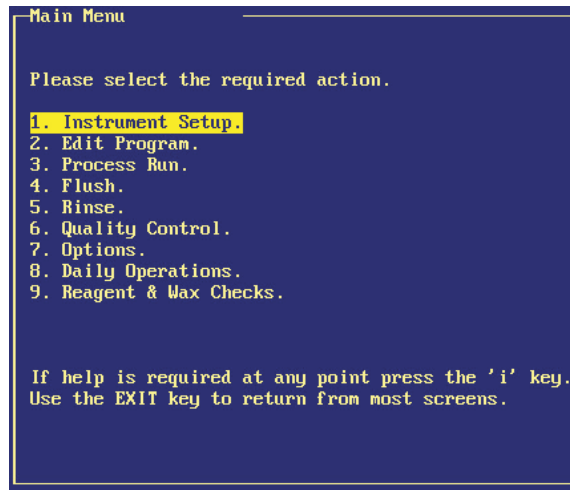 Main Menu
Please select the required action.
1. Instrument Setup.
2. Edit Program.
3. Process Run.
4. Flush.
5. Rinse.
6. Quality Control.
7. Options.
8. Daily Operations.
9. Reagent & Wax Checks.
If help is required at any point press the 'i' key.
Use the EXIT key to return from most screens.